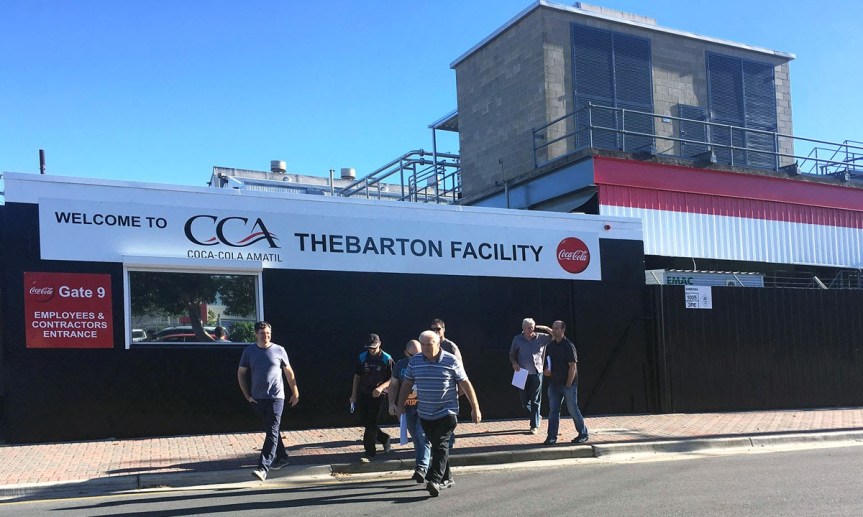 WELCOME TO
CCA
COCA-COLA AMATIL
THEBARTON FACILITY
Coca-Cola
Coca-Cola Gate 9
EMPLOYEES &
CONTRACTORS
ENTRANCE
EMAC